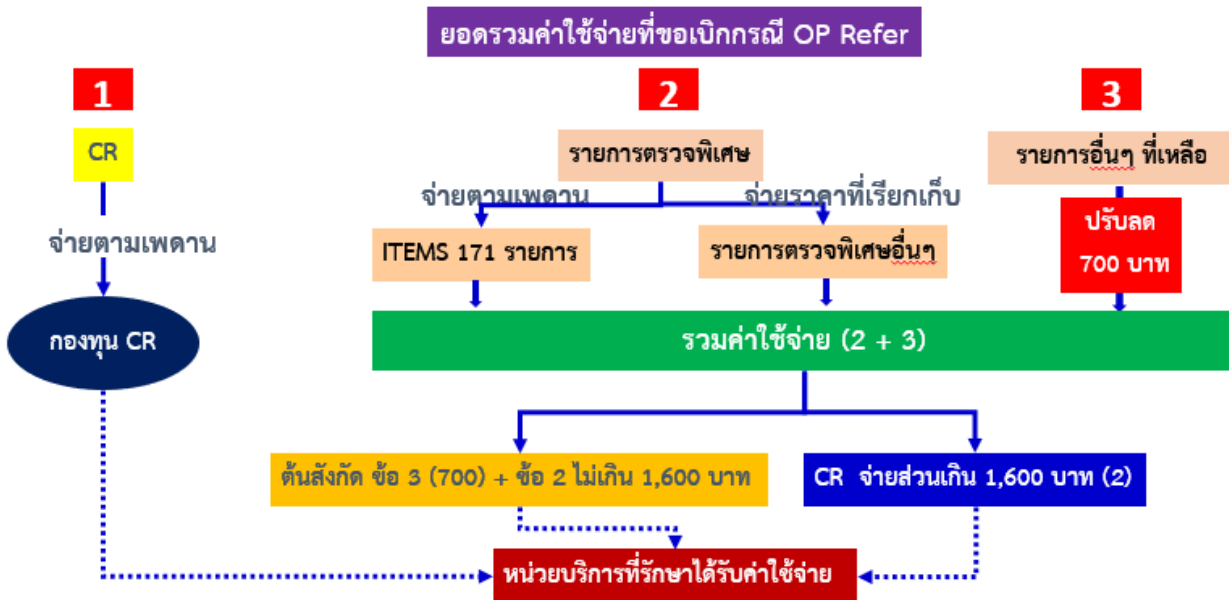 ยอดรวมค่าใช้จ่ายที่ขอเบิกกรณี OP Refer
1
2
3
CR
รายการตรวจพิเศษ
รายการอื่นๆ ที่เหลือ
จ่ายตามเพดาน
จ่ายราคาที่เรียกเก็บ
จ่ายตามเพดาน
ITEMS 171 รายการ
รายการตรวจพิเศษอื่นๆ
ปรับลด
700 บาท
กองทุน CR
รวมค่าใช้จ่าย (2 + 3)
ต้นสังกัด ข้อ 3 (700) + ข้อ 2 ไม่เกิน 1,600 บาท
CR จ่ายส่วนเกิน 1,600 บาท (2)
หน่วยบริการที่รักษาได้รับค่าใช้จ่าย